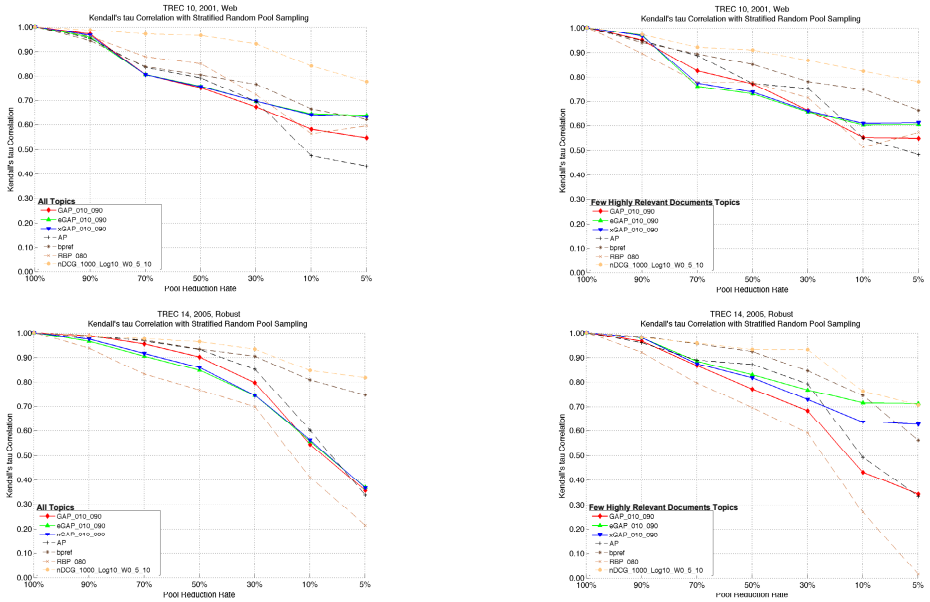 TREC 10, 2001, Web
Kendall's tau Correlation with Stratified Random Pool Sampling
Kendall's tau Correlation
1.00
0.90
0.80
0.70
0.60
0.50
0.40
0.30
0.20
0.10
0.00
All Topics
GAP_010_090
eGAP_010_090
xGAP_010_090
AP
bpref
RBP_080
nDCG_1000_Log10_W0_5_10
100% 90% 70% 50% 30% 10% 5%
Pool Reduction Rate
TREC 10, 2001, Web
Kendall's tau Correlation with Stratified Random Pool Sampling
Kendall's tau Correlation
1.00
0.90
0.80
0.70
0.60
0.50
0.40
0.30
0.20
0.10
0.00
Few Highly Relevant Documents Topics
GAP_010_090
eGAP_010_090
xGAP_010_090
AP
bpref
RBP_080
nDCG_1000_Log10_W0_5_10
100% 90% 70% 50% 30% 10% 5%
Pool Reduction Rate
TREC 14, 2005, Robust
Kendall's tau Correlation with Stratified Random Pool Sampling
Kendall's tau Correlation
1.00
0.90
0.80
0.70
0.60
0.50
0.40
0.30
0.20
0.10
0.00
All Topics
GAP_010_090
eGAP_010_090
xGAP_010_090
AP
bpref
RBP_080
nDCG_1000_Log10_W0_5_10
100% 90% 70% 50% 30% 10% 5%
Pool Reduction Rate
TREC 14, 2005, Robust
Kendall's tau Correlation with Stratified Random Pool Sampling
Kendall's tau Correlation
1.00
0.90
0.80
0.70
0.60
0.50
0.40
0.30
0.20
0.10
0.00
Few Highly Relevant Documents Topics
GAP_010_090
eGAP_010_090
xGAP_010_090
AP
bpref
RBP_080
nDCG_1000_Log10_W0_5_10
100% 90% 70% 50% 30% 10% 5%
Pool Reduction Rate